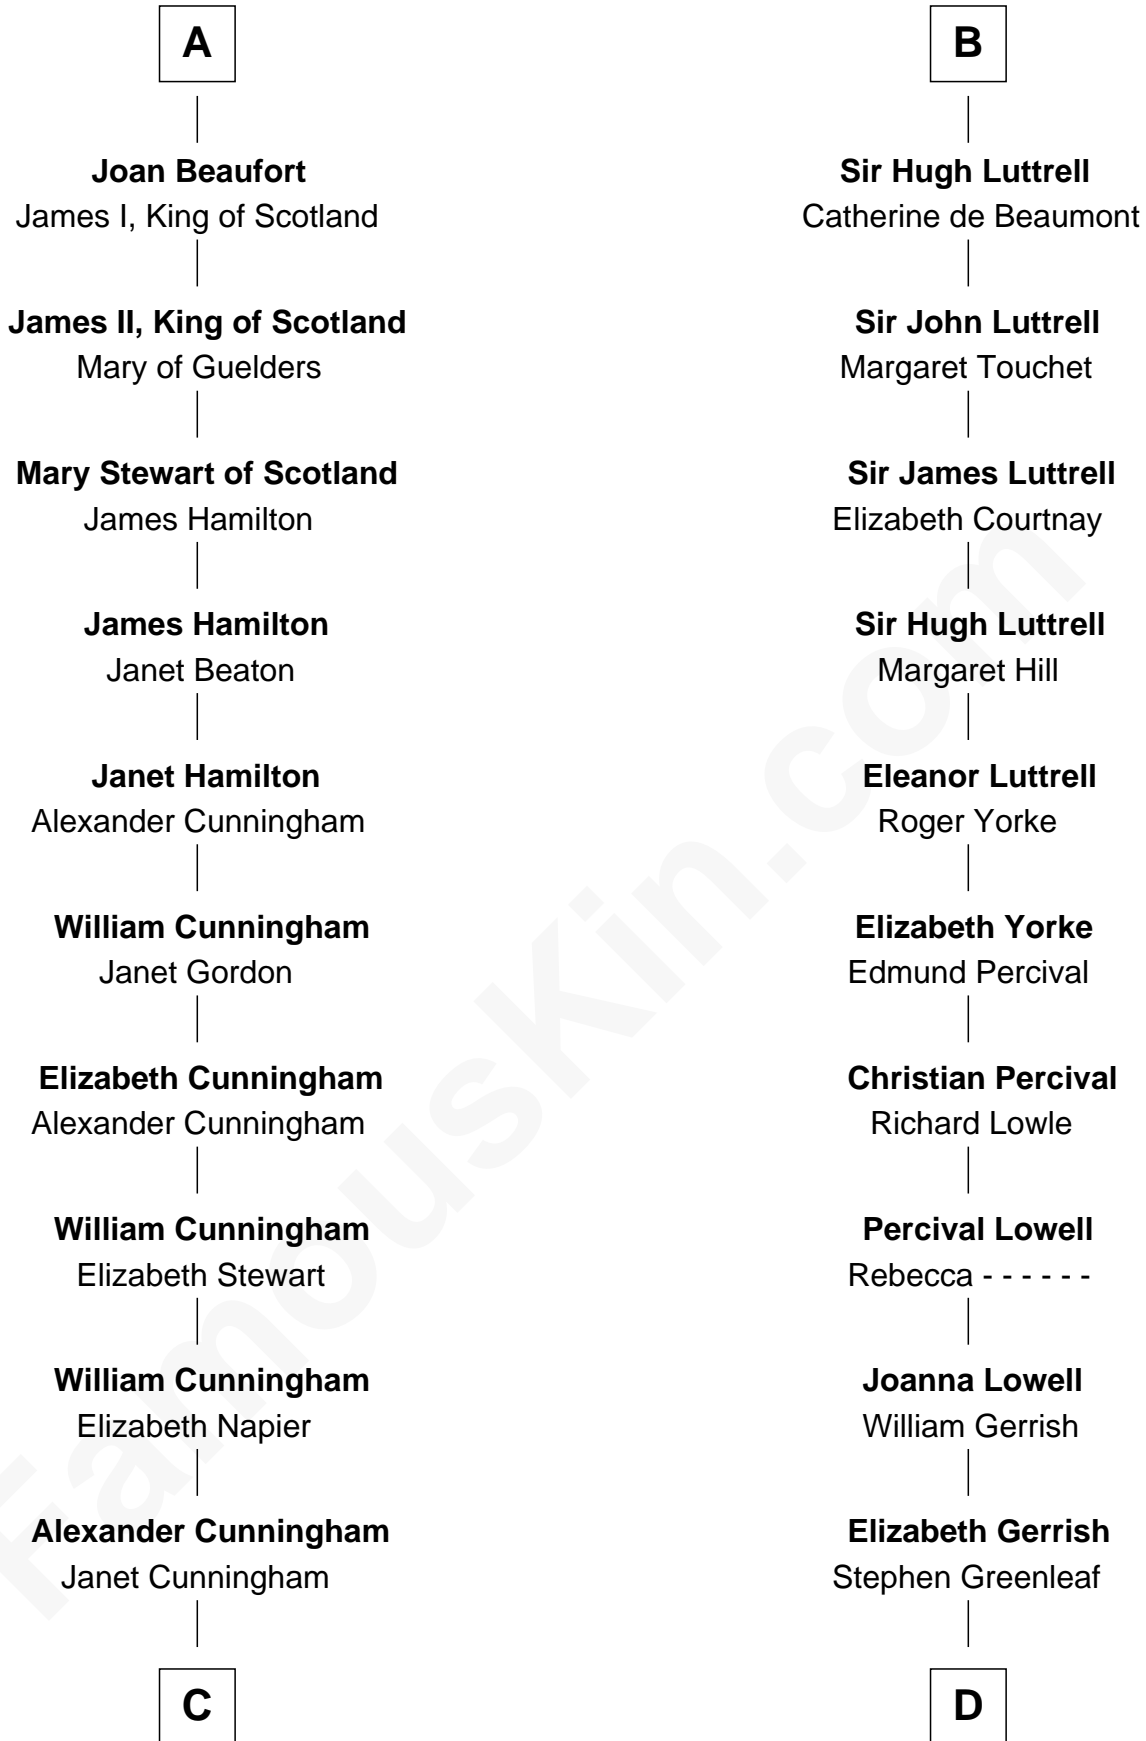 A
Joan Beaufort
James I, King of Scotland
James II, King of Scotland
Mary of Guelders
Mary Stewart of Scotland
James Hamilton
James Hamilton
Janet Beaton
Janet Hamilton
Alexander Cunningham
William Cunningham
Janet Gordon
Elizabeth Cunningham
Alexander Cunningham
William Cunningham
Elizabeth Stewart
William Cunningham
Elizabeth Napier
Alexander Cunningham
Janet Cunningham
C
B
Sir Hugh Luttrell
Catherine de Beaumont
Sir John Luttrell
Margaret Touchet
Sir James Luttrell
Elizabeth Courtnay
Sir Hugh Luttrell
Margaret Hill
Eleanor Luttrell
Roger Yorke
Elizabeth Yorke
Edmund Percival
Christian Percival
Richard Lowle
Percival Lowell
Rebecca - - - - - -
Joanna Lowell
William Gerrish
Elizabeth Gerrish
Stephen Greenleaf
D
FamousKin.com